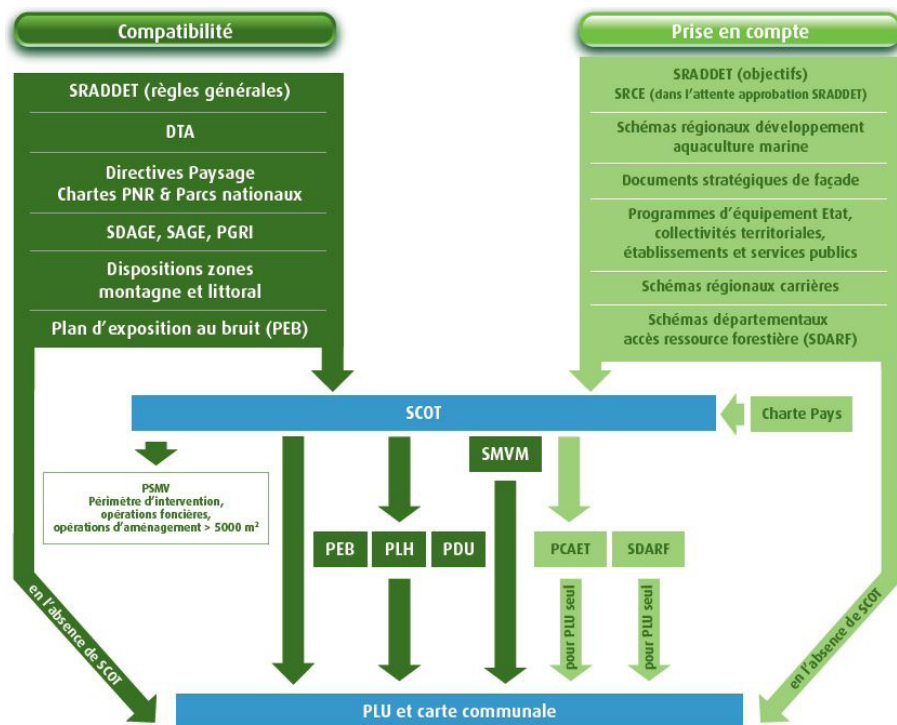 Compatibilité
SRADDET (règles générales)
DTA
Directives Paysage
Chartes PNR & Parcs nationaux
SDAGE, SAGE, PGRI
Dispositions zones
montagne et littoral
Plan d'exposition au bruit (PEB)
Prise en compte
SRADDET (objectifs)
SRCE (dans l'attente approbation SRADDET)
Schémas régionaux développement
aquaculture marine
Documents stratégiques de façade
Programmes d'équipement Etat,
collectivités territoriales,
établissements et services publics
Schémas régionaux carrières
Schémas départementaux
accès ressource forestière (SDARF)
SCOT
Charte Pays
SMVM
PSMV
Périmètre d'intervention,
opérations foncières,
opérations d'aménagement > 5000 m²
PEB
PLH
PDU
PCAET
SDARF
pour PLU seul
pour PLU seul
en l'absence de SCOT
en l'absence de SCOT
PLU et carte communale